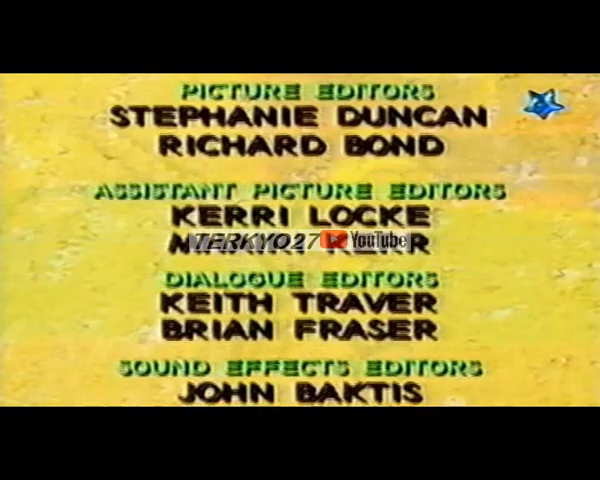 PICTURE EDITORS
STEPHANIE DUNCAN
RICHARD BOND
ASSISTANT PICTURE EDITORS
KERRI LOCKE
TERKYO27 YouTube
KERR
DIALOGUE EDITORS
KEITH TRAVER
BRIAN FRASER
SOUND EFFECTS EDITORS
JOHN BAKTIS